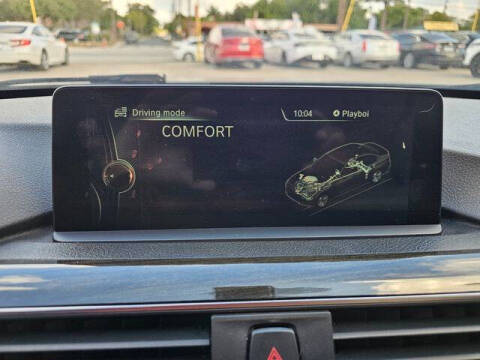 Driving mode
10:04
Playboi
COMFORT